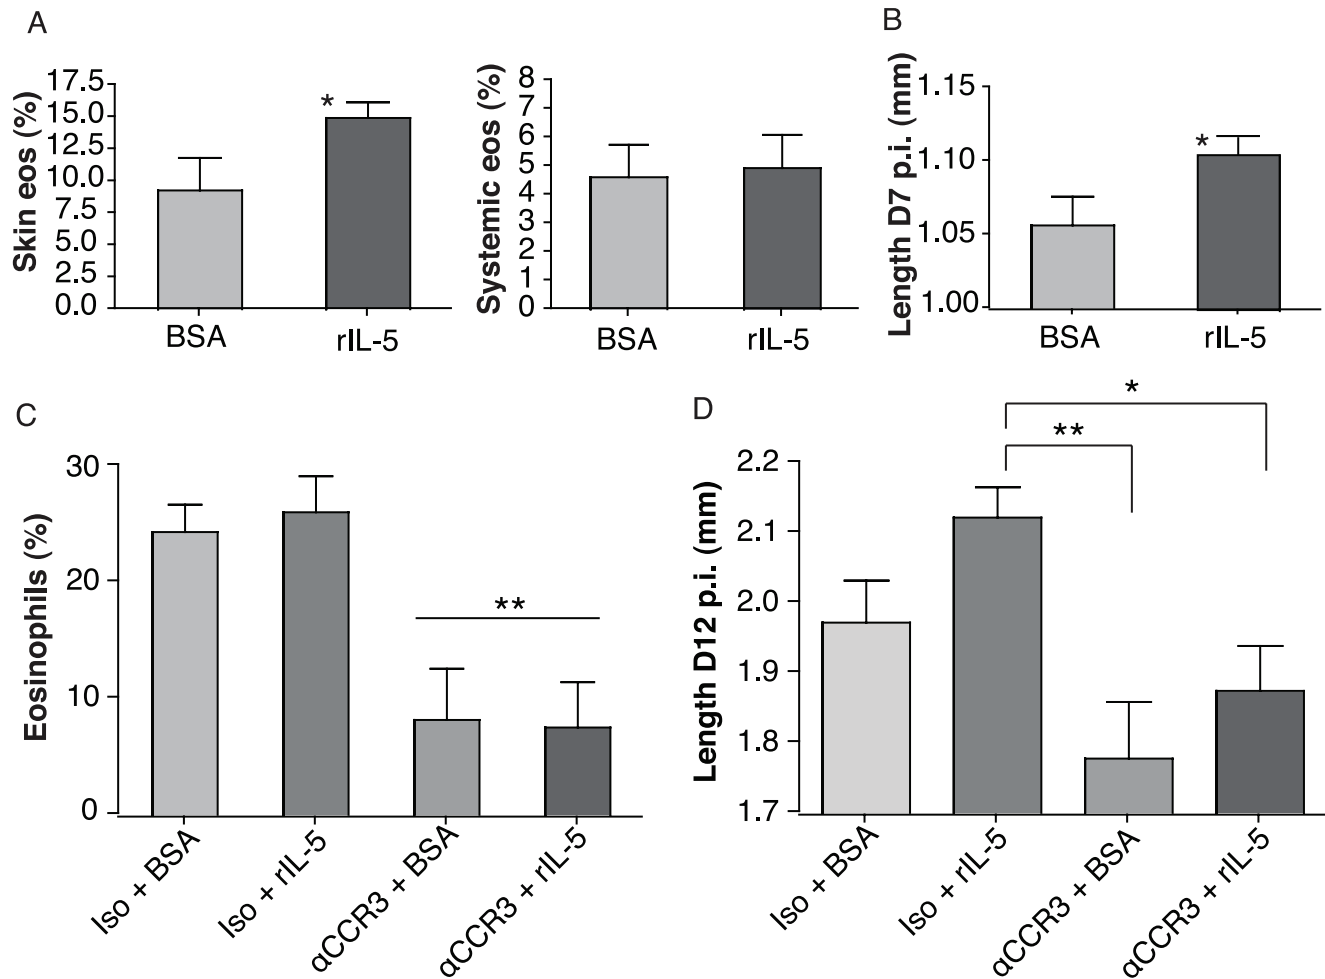 A
Skin eos (%)
17.5
15.0
12.5
10.0
7.5
5.0
2.5
0.0
*
BSA
rIL-5
Systemic eos (%)
8
7
6
5
4
3
2
1
0
BSA
rIL-5
B
Length D7 p.i. (mm)
1.15
1.10
1.05
1.00
*
BSA
rIL-5
C
Eosinophils (%)
30
20
10
0
**
Iso + BSA
Iso + rIL-5
αCCR3 + BSA
αCCR3 + rIL-5
D
Length D12 p.i. (mm)
2.2
2.1
2.0
1.9
1.8
1.7
*
**
Iso + BSA
Iso + rIL-5
αCCR3 + BSA
αCCR3 + rIL-5